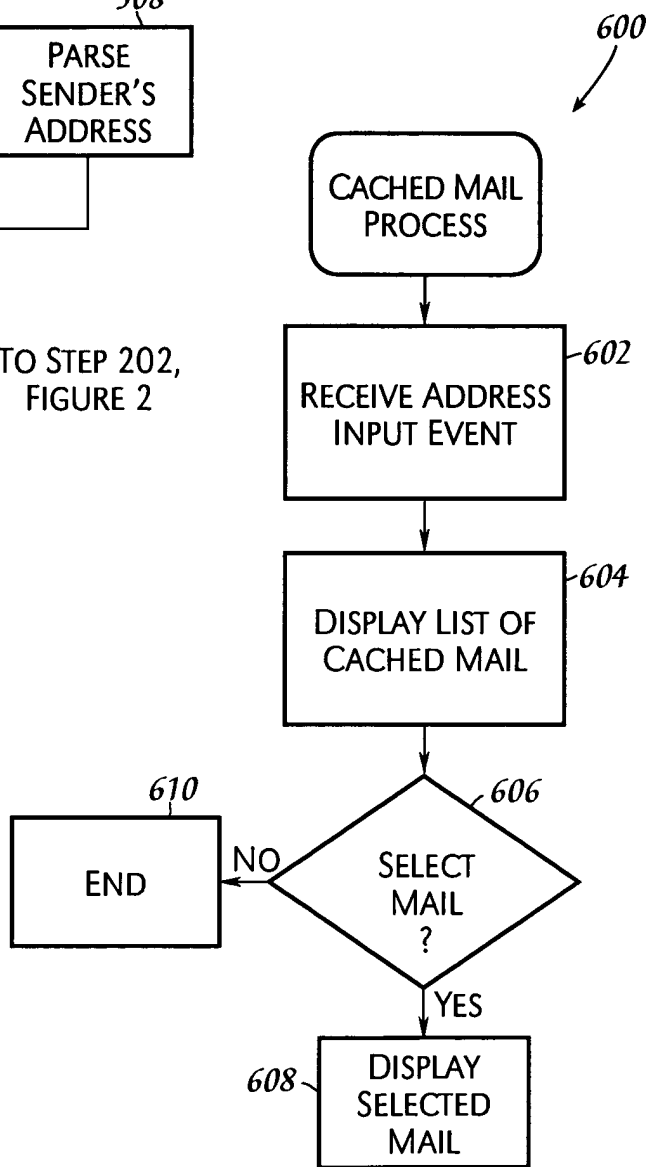 PARSE
SENDER'S
ADDRESS
TO STEP 202,
FIGURE 2
600
CACHED MAIL
PROCESS
602
RECEIVE ADDRESS
INPUT EVENT
604
DISPLAY LIST OF
CACHED MAIL
606
SELECT
MAIL
?
NO
610
END
YES
608
DISPLAY
SELECTED
MAIL